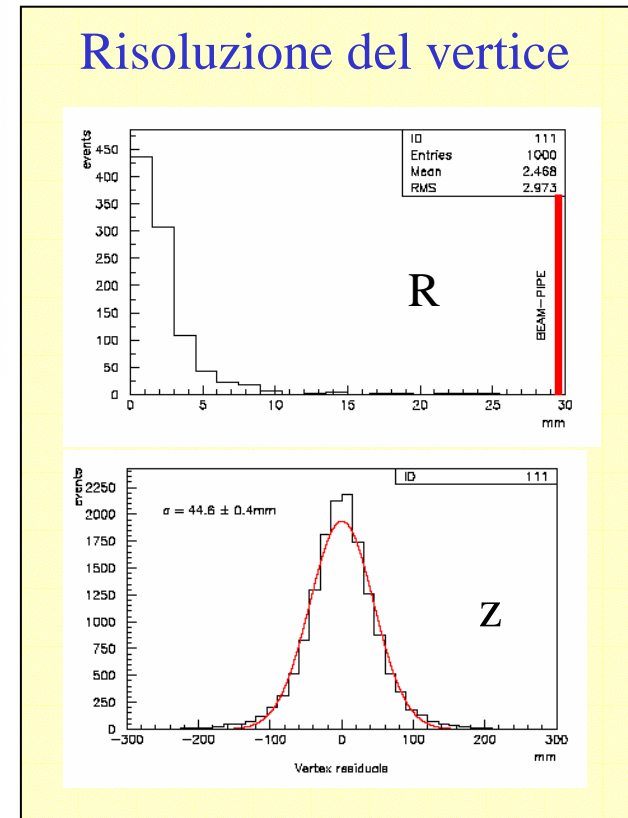 Risoluzione del vertice
events
450
400
350
300
250
200
150
100
50
0
ID 111
Entries 1000
Mean 2.468
RMS 2.973
R
BEAM-PIPE
0 5 10 15 20 25 30
mm
events
2250
2000
1750
1500
1250
1000
750
500
250
0
ID 111
σ = 44.6 ± 0.4mm
Z
-300 -200 -100 0 100 200 300
mm
Vertex residuals